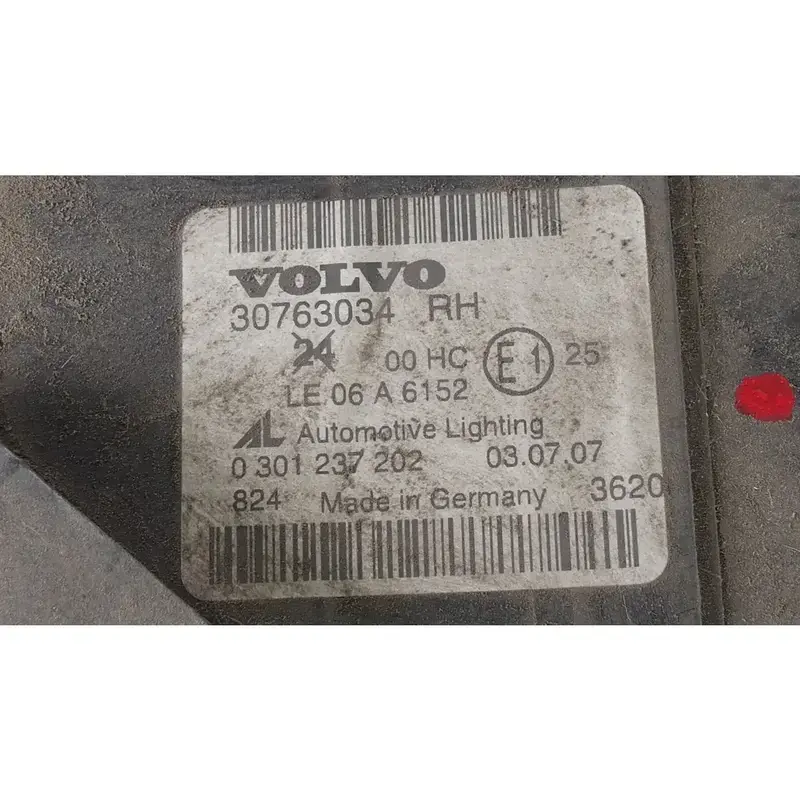 VOLVO
30763034 RH
24 00 HC E1 25
LE 06 A 6152
AL Automotive Lighting
0 301 237 202 03.07.07
824 Made in Germany 3620